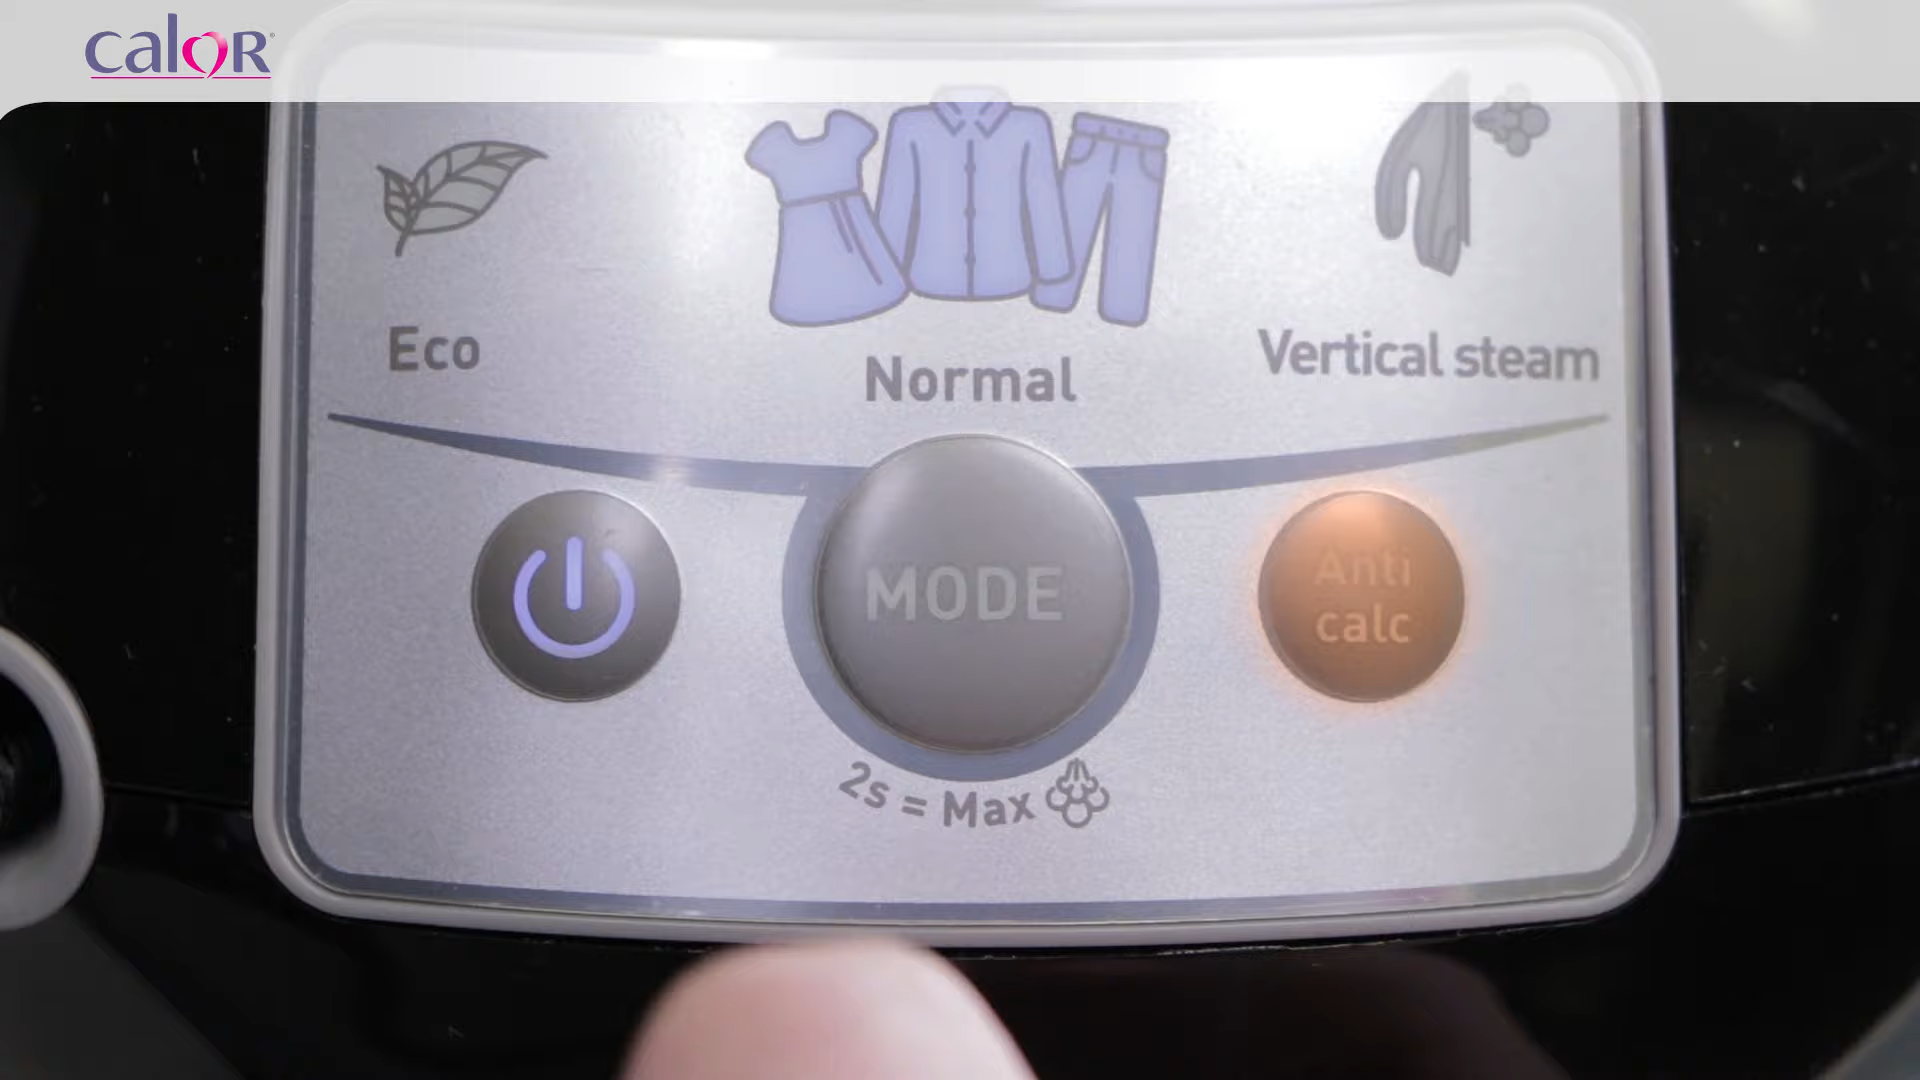 calOR
Eco
Normal
Vertical steam
MODE
Anti
calc
2s = Max